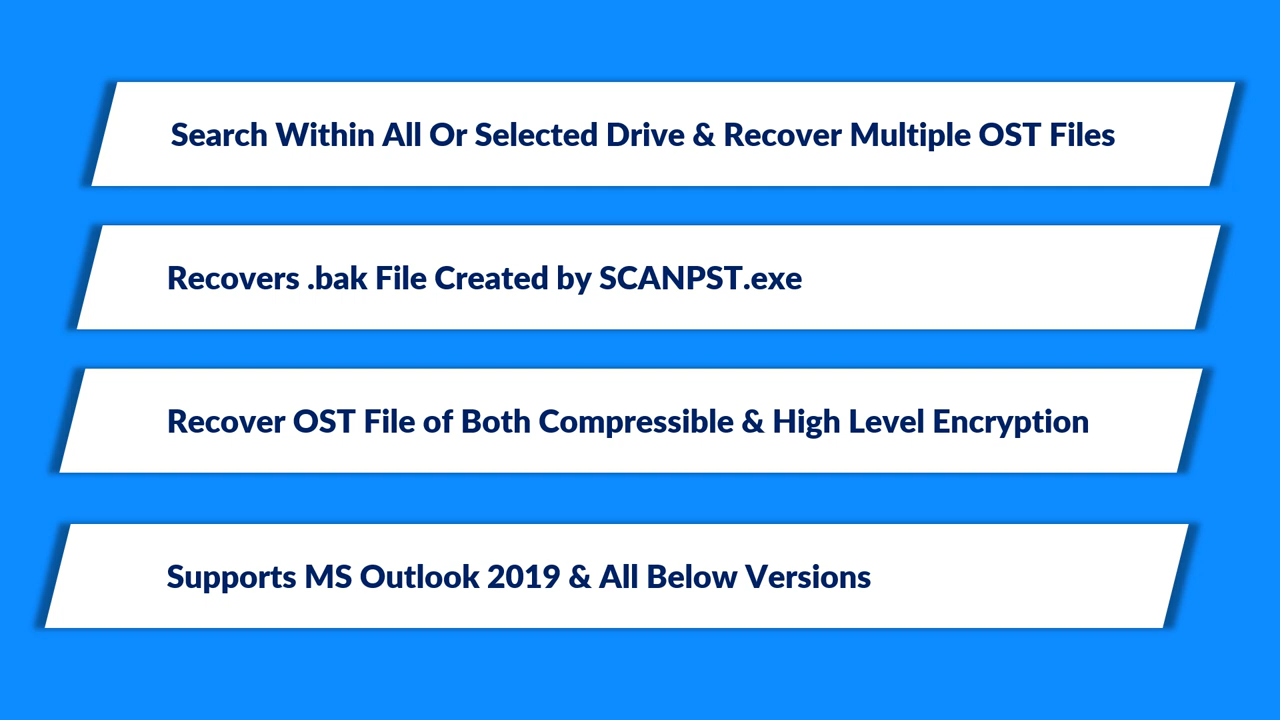 Search Within All Or Selected Drive & Recover Multiple OST Files
Recovers .bak File Created by SCANPST.exe
Recover OST File of Both Compressible & High Level Encryption
Supports MS Outlook 2019 & All Below Versions